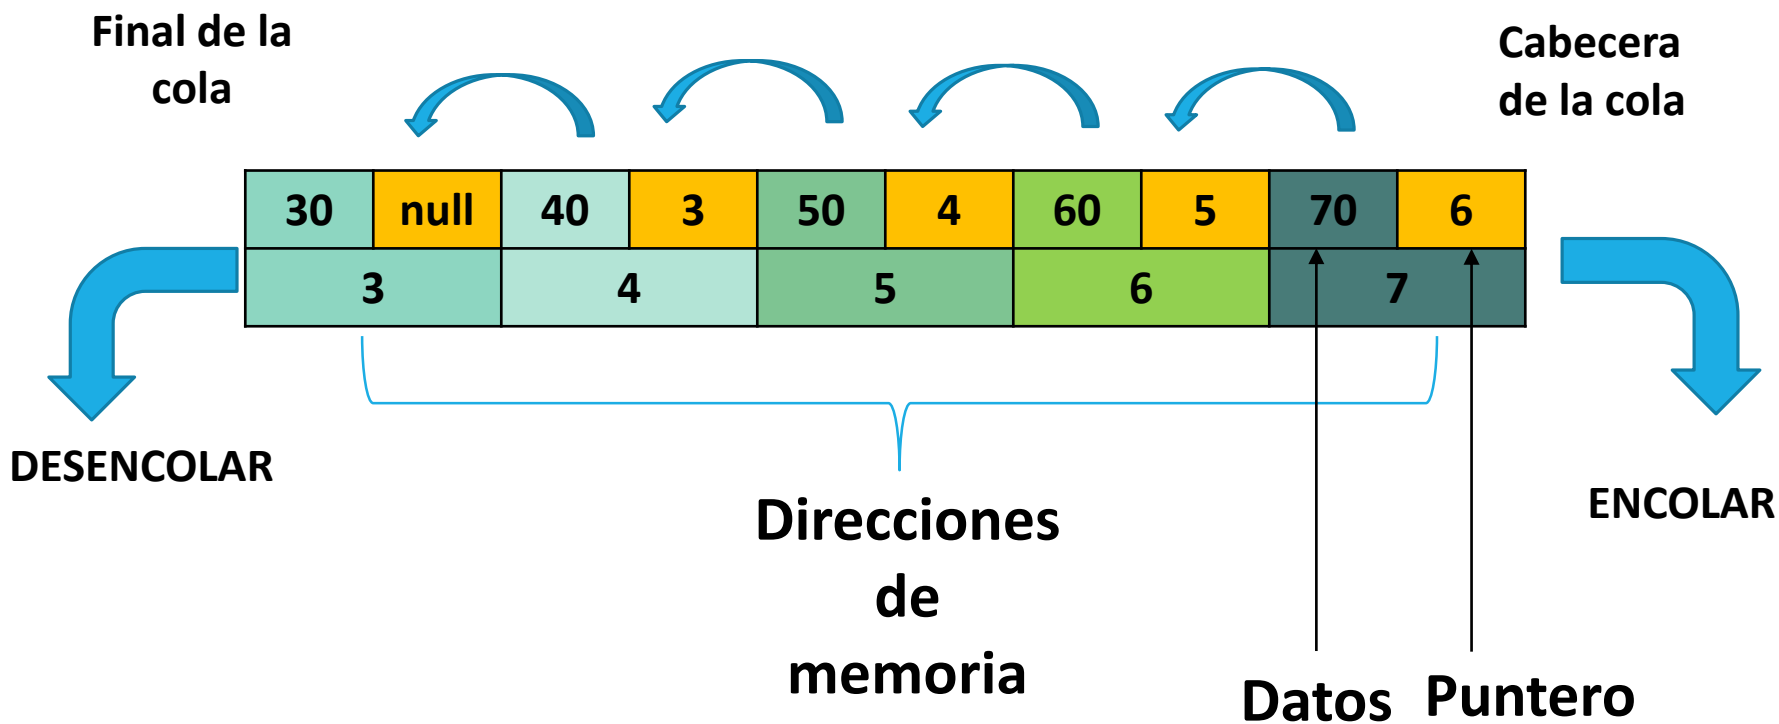 Final de la
cola
Cabecera
de la cola
30 null 40 3 50 4 60 5 70 6
3 4 5 6 7
DESENCOLAR
ENCOLAR
Direcciones
de
memoria
Datos
Puntero